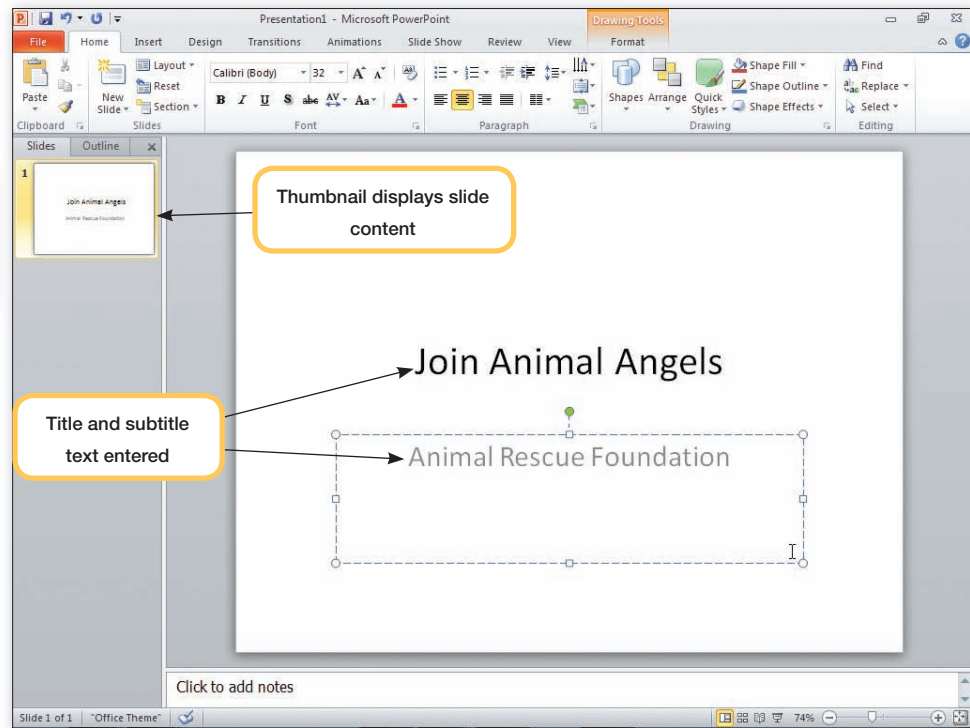 Presentation1 - Microsoft PowerPoint
Drawing Tools
File Home Insert Design Transitions Animations Slide Show Review View Format
Paste
New Slide
Layout
Reset
Section
Calibri (Body) 32
B I U S abc AV Aa A
Shapes Arrange Quick Styles
Shape Fill
Shape Outline
Shape Effects
Find
Replace
Select
Clipboard Slides Font Paragraph Drawing Editing
Slides Outline
1
Join Animal Angels
Animal Rescue Foundation
Thumbnail displays slide
content
Join Animal Angels
Title and subtitle
text entered
Animal Rescue Foundation
Click to add notes
Slide 1 of 1 "Office Theme" 74%